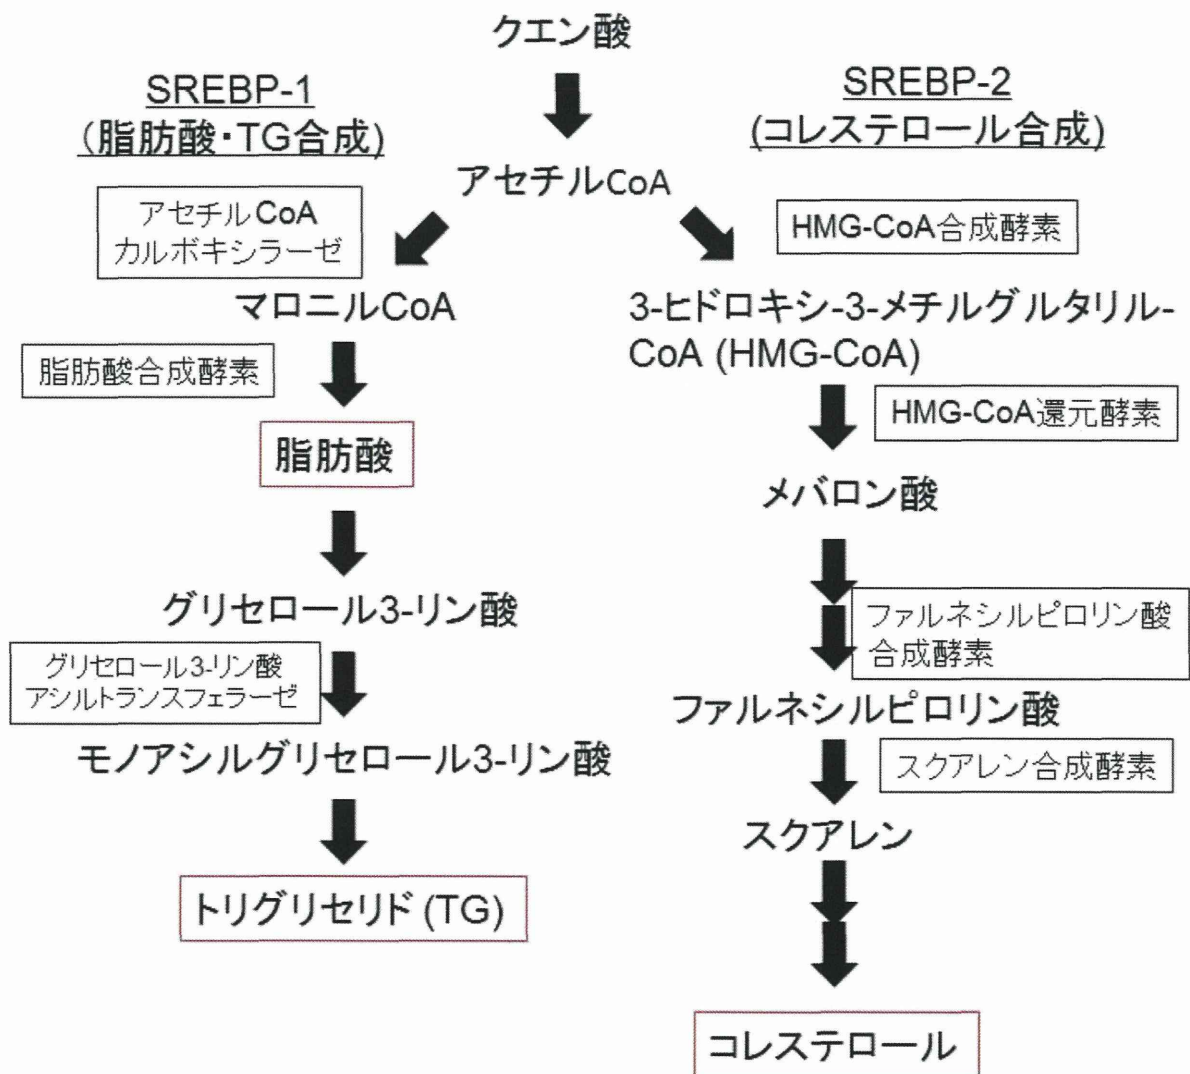 クエン酸
SREBP-1
(脂肪酸・TG合成)
SREBP-2
(コレステロール合成)
アセチルCoA
アセチルCoA
カルボキシラーゼ
HMG-CoA合成酵素
マロニルCoA
3-ヒドロキシ-3-メチルグルタリル-
CoA (HMG-CoA)
脂肪酸合成酵素
HMG-CoA還元酵素
脂肪酸
メバロン酸
グリセロール3-リン酸
ファルネシルピロリン酸
合成酵素
グリセロール3-リン酸
アシルトランスフェラーゼ
ファルネシルピロリン酸
モノアシルグリセロール3-リン酸
スクアレン合成酵素
スクアレン
トリグリセリド (TG)
コレステロール